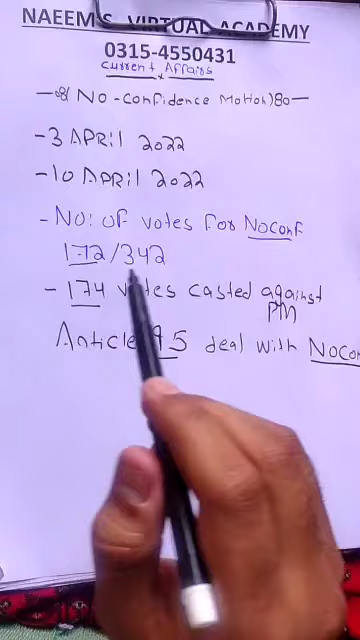 NAEEM'S VIRTUAL ACADEMY
0315-4550431
Current Affairs
No-confidence Motion
- 3 APRIL 2022
- 10 APRIL 2022
- No: of votes for Noconf
172/342
- 174 votes casted against
PM
Article 95 deal with Nocon